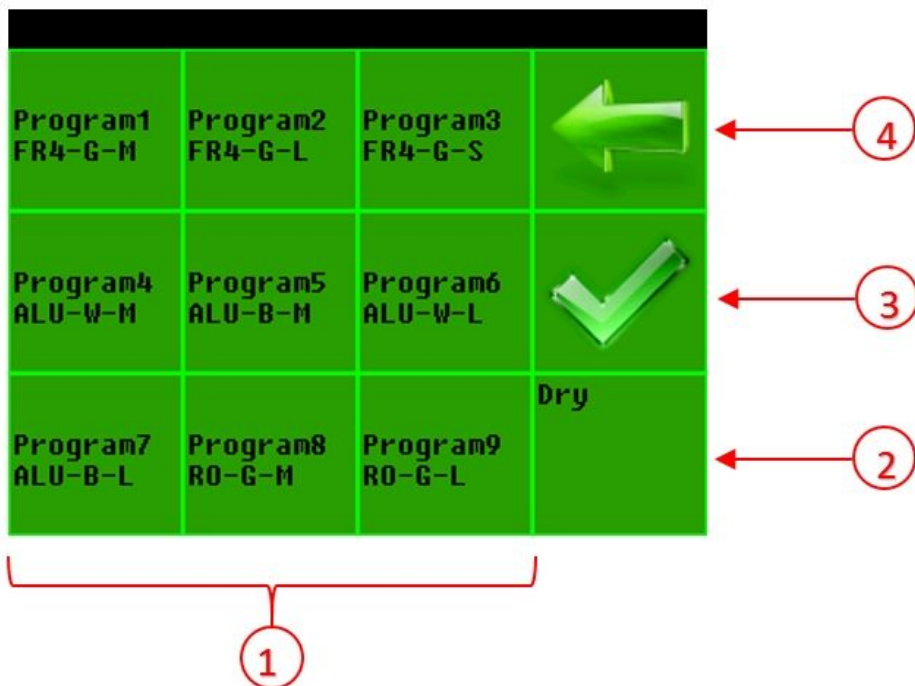 Program1
FR4-G-M
Program2
FR4-G-L
Program3
FR4-G-S
4
Program4
ALU-W-M
Program5
ALU-B-M
Program6
ALU-W-L
3
Program7
ALU-B-L
Program8
RO-G-M
Program9
RO-G-L
Dry
2
1